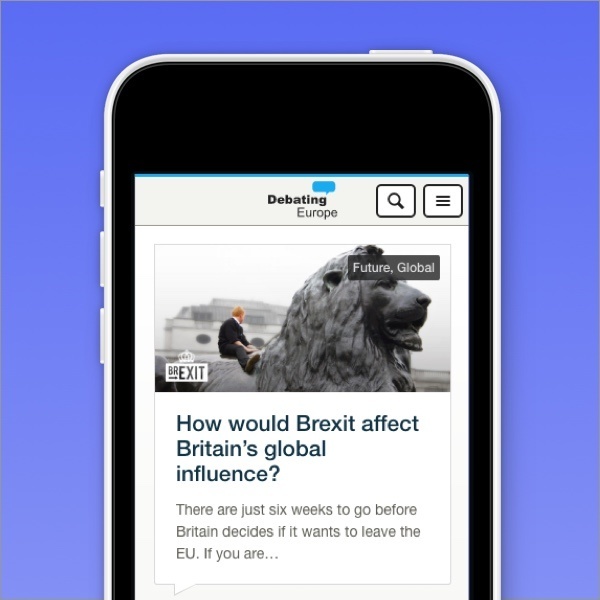 Debating
Europe
Future, Global
BREXIT
How would Brexit affect
Britain’s global
influence?
There are just six weeks to go before
Britain decides if it wants to leave the
EU. If you are…